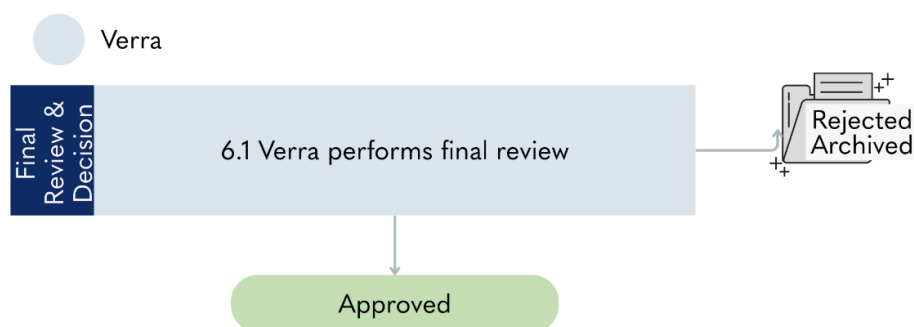 Verra
Final
Review &
Decision
6.1 Verra performs final review
Rejected
Archived
Approved